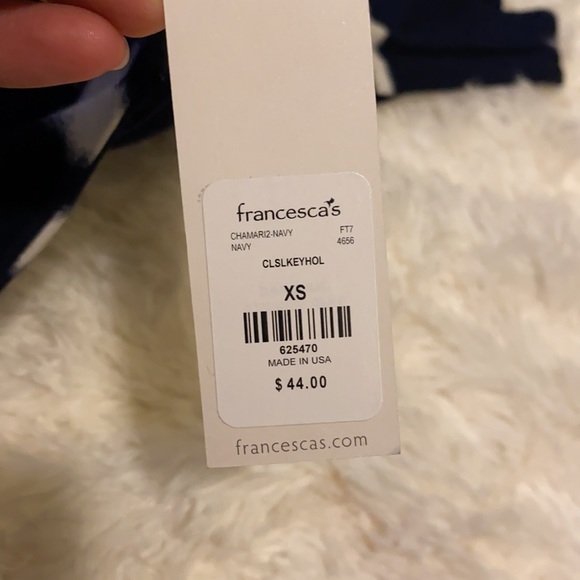 francesca's
CHAMARI2-NAVY FT7
NAVY 4656
CLSLKEYHOL
XS
625470
MADE IN USA
$ 44.00
francescas.com